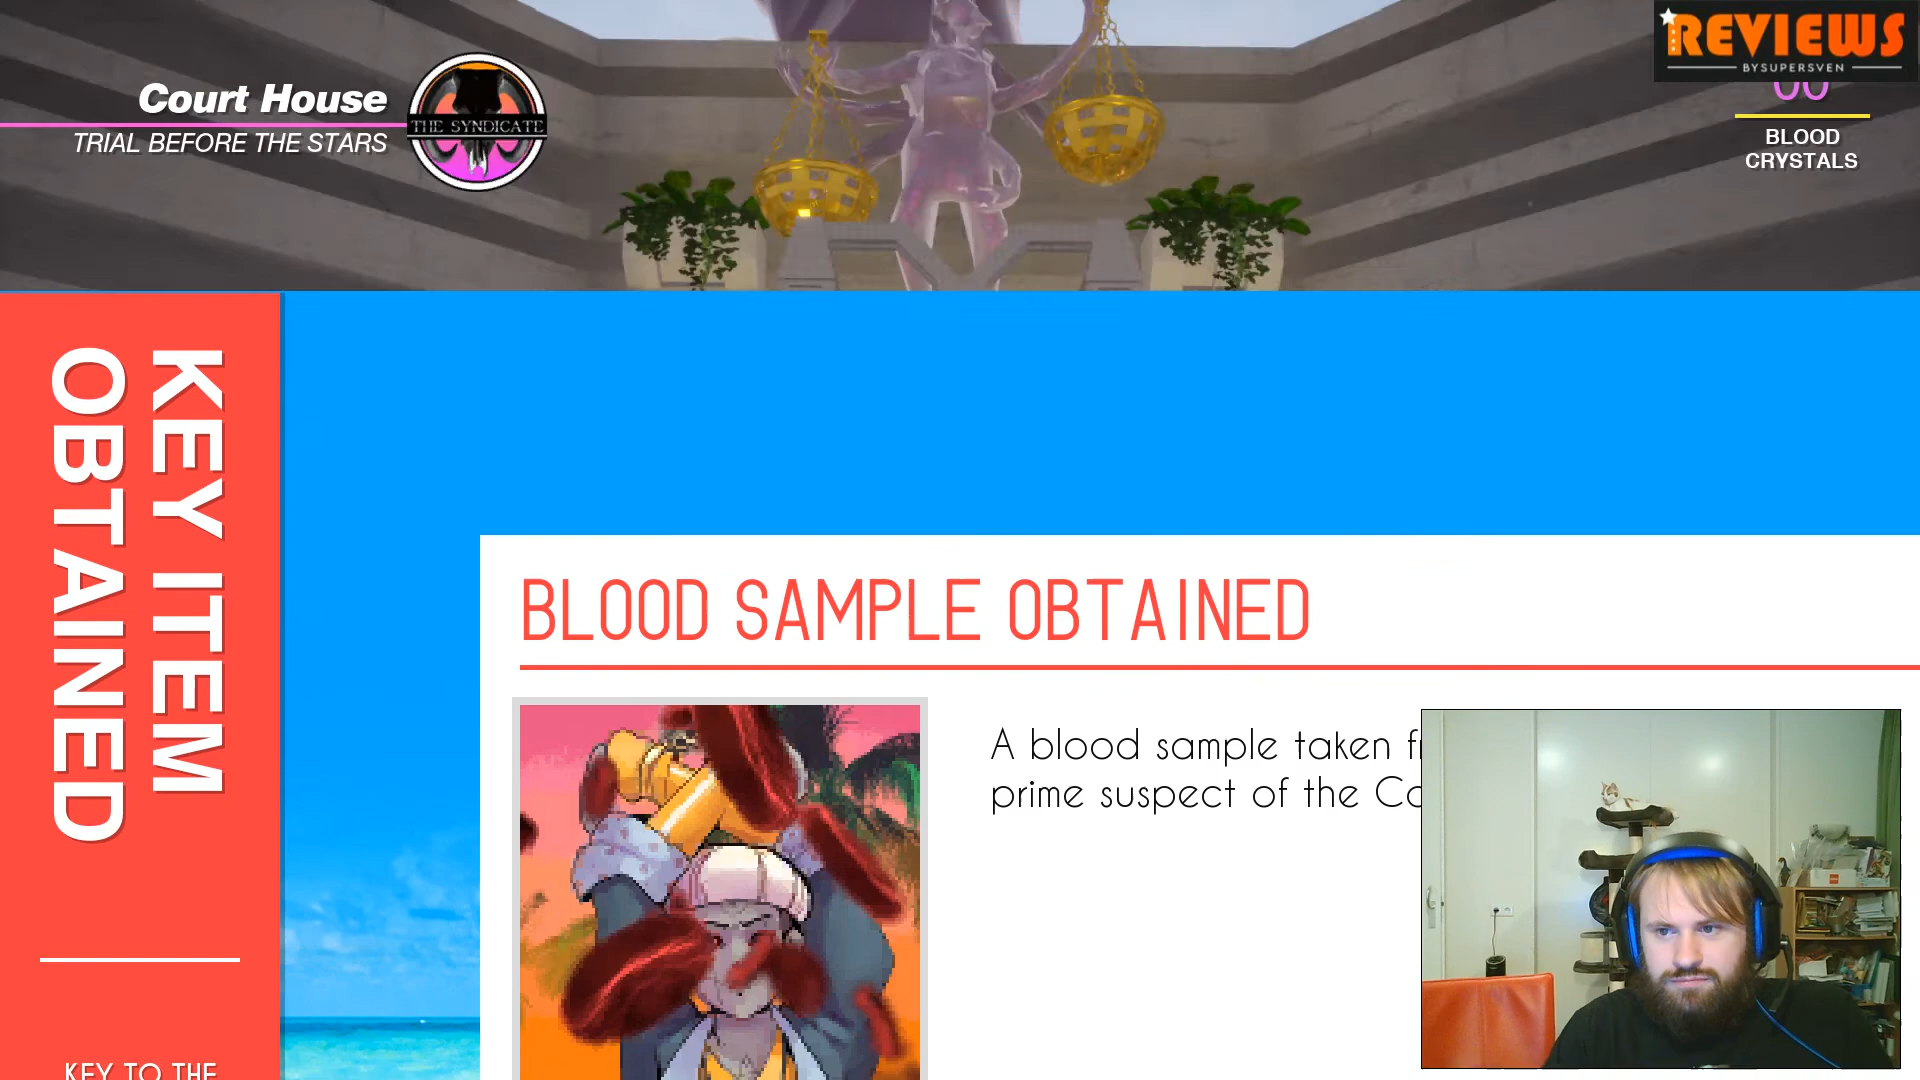 REVIEWS
BYSUPERSVEN
Court House
TRIAL BEFORE THE STARS
THE SYNDICATE
BLOOD
CRYSTALS
KEY ITEM
OBTAINED
BLOOD SAMPLE OBTAINED
A blood sample taken
prime suspect of the
KEY TO THE